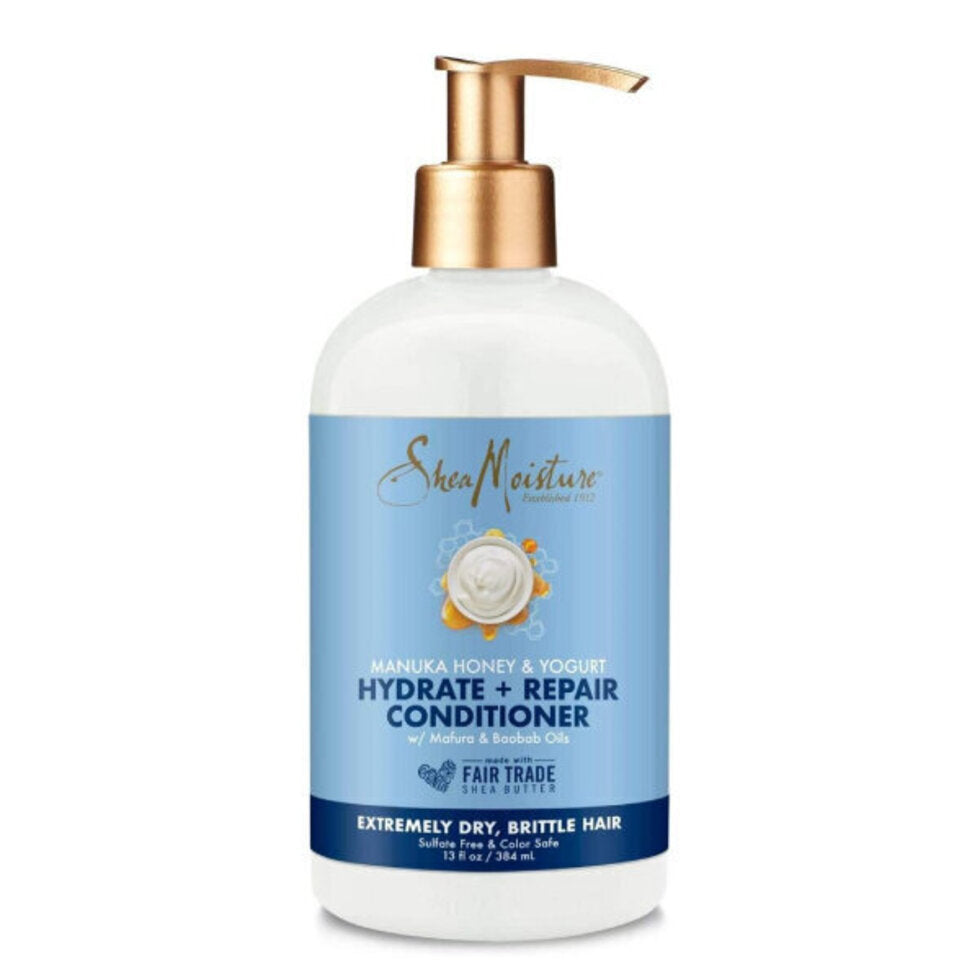 SheaMoisture
Established 1912
MANUKA HONEY & YOGURT
HYDRATE + REPAIR
CONDITIONER
w/ Mafura & Baobab Oils
made with
FAIR TRADE
SHEA BUTTER
EXTREMELY DRY, BRITTLE HAIR
Sulfate Free & Color Safe
13 fl oz / 384 mL